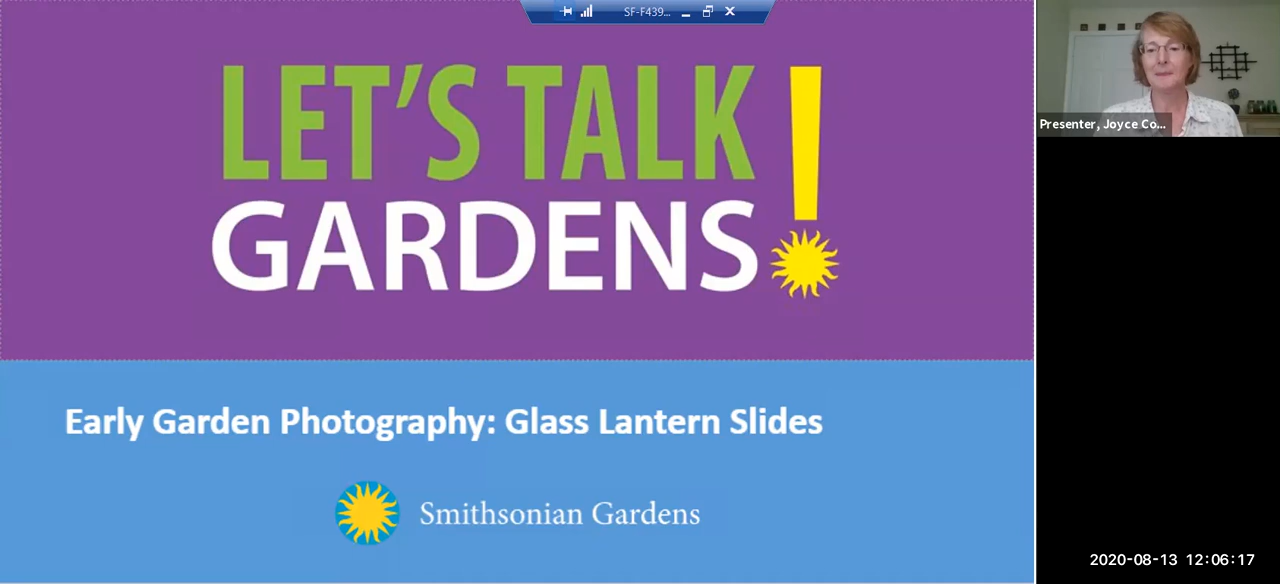 SF-F439...
LET'S TALK
GARDENS!
Early Garden Photography: Glass Lantern Slides
Smithsonian Gardens
Presenter, Joyce Co...
2020-08-13 12:06:17